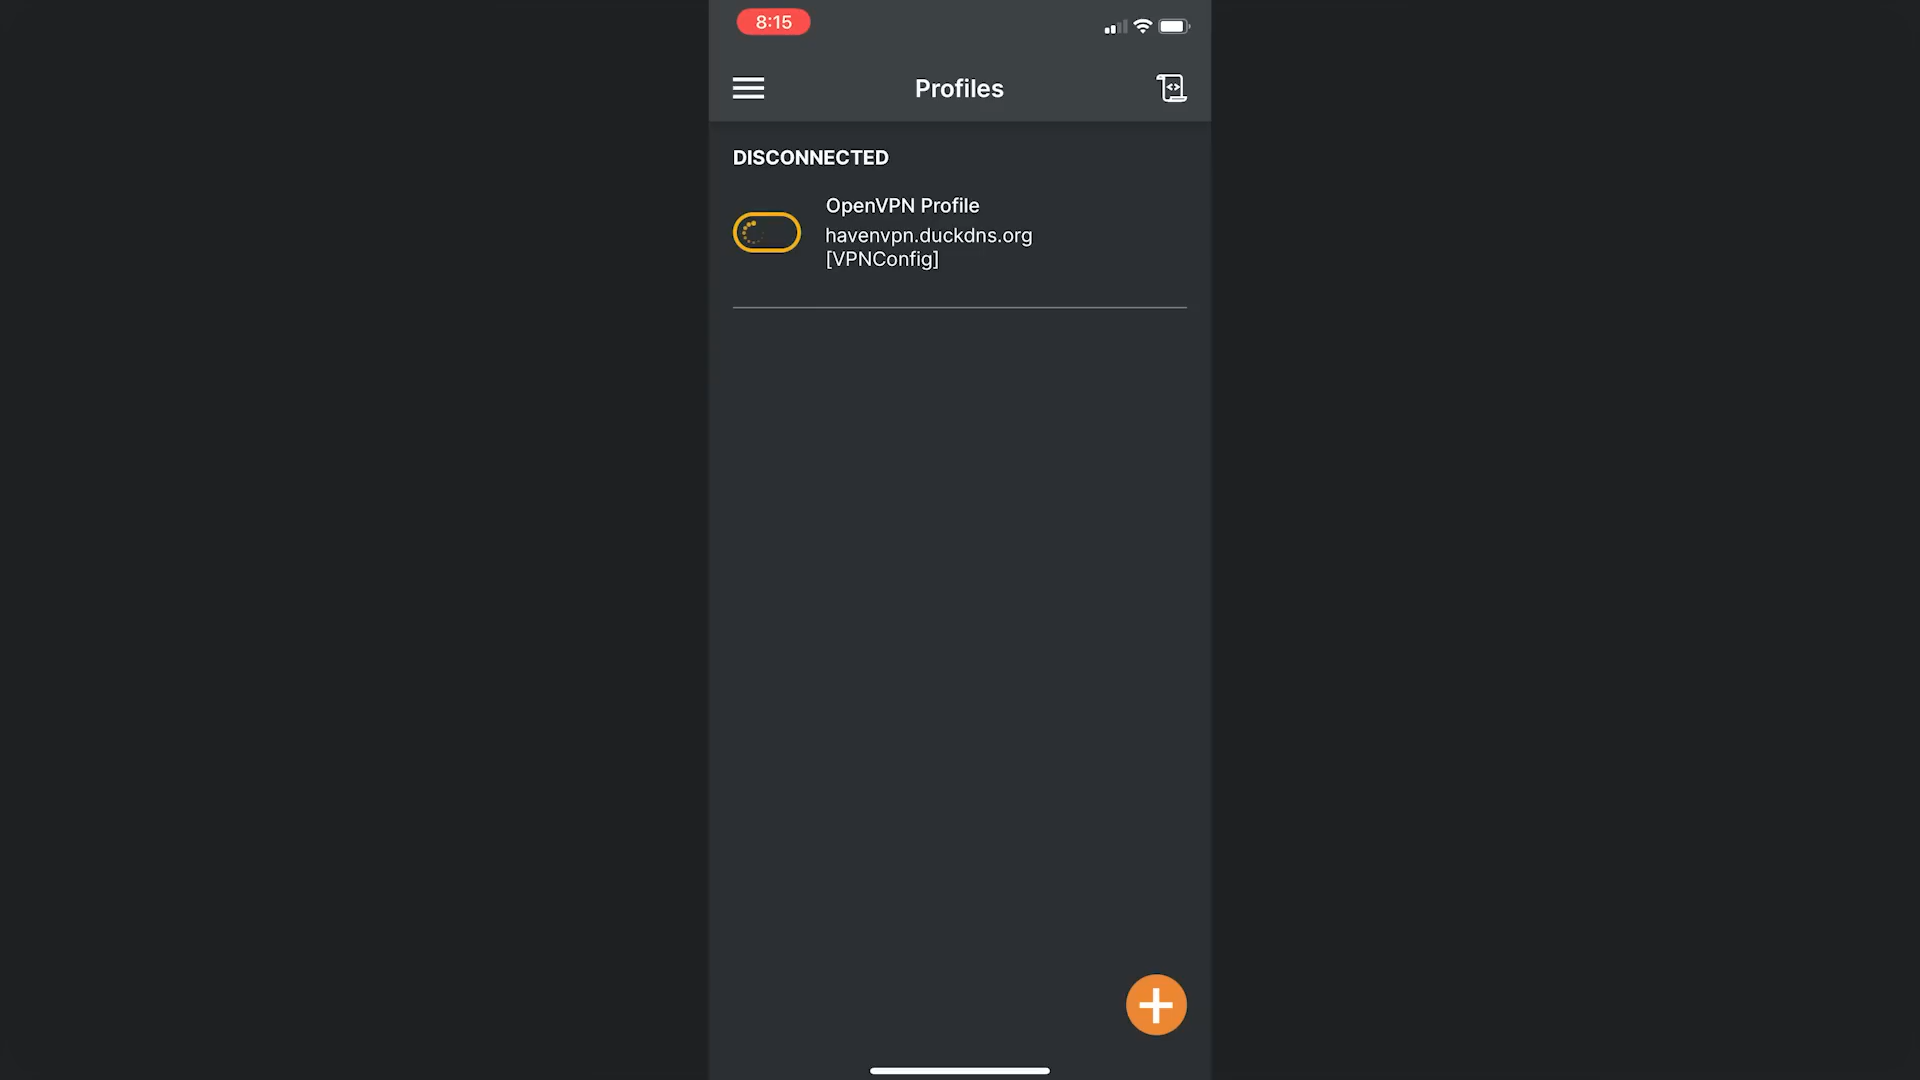 8:15
Profiles
DISCONNECTED
OpenVPN Profile
havenvpn.duckdns.org
[VPNConfig]